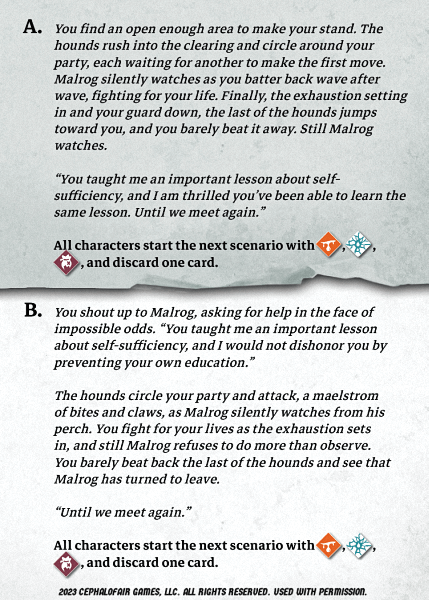 A. You find an open enough area to make your stand. The
hounds rush into the clearing and circle around your
party, each waiting for another to make the first move.
Malrog silently watches as you batter back wave after
wave, fighting for your life. Finally, the exhaustion setting
in and your guard down, the last of the hounds jumps
toward you, and you barely beat it away. Still Malrog
watches.
“You taught me an important lesson about self-
sufficiency, and I am thrilled you’ve been able to learn the
same lesson. Until we meet again.”
All characters start the next scenario with , ,
, and discard one card.
B. You shout up to Malrog, asking for help in the face of
impossible odds. “You taught me an important lesson
about self-sufficiency, and I would not dishonor you by
preventing your own education.”
The hounds circle your party and attack, a maelstrom
of bites and claws, as Malrog silently watches from his
perch. You fight for your lives as the exhaustion sets
in, and still Malrog refuses to do more than observe.
You barely beat back the last of the hounds and see that
Malrog has turned to leave.
“Until we meet again.”
All characters start the next scenario with , ,
, and discard one card.
2023 CEPHALOFAIR GAMES, LLC. ALL RIGHTS RESERVED. USED WITH PERMISSION.